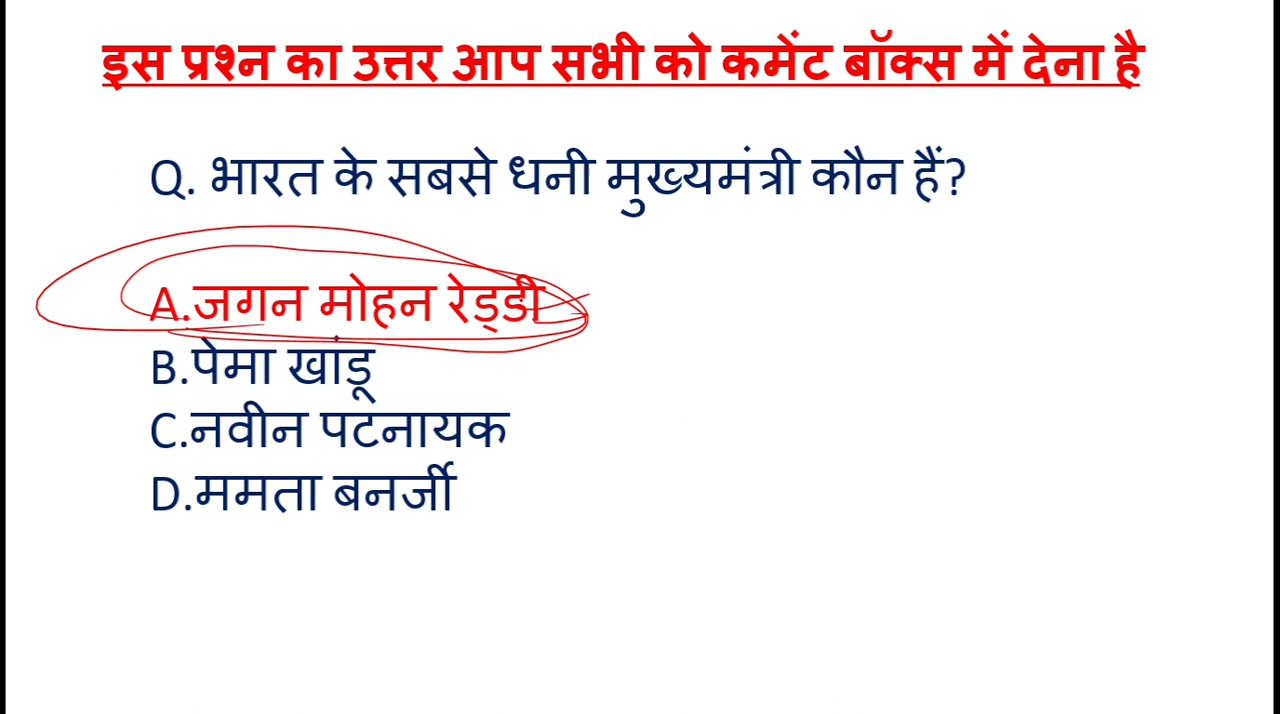 इस प्रश्न का उत्तर आप सभी को कमेंट बॉक्स में देना है
Q. भारत के सबसे धनी मुख्यमंत्री कौन हैं?
A.जगन मोहन रेड्डी
B.पेमा खांडू
C.नवीन पटनायक
D.ममता बनर्जी